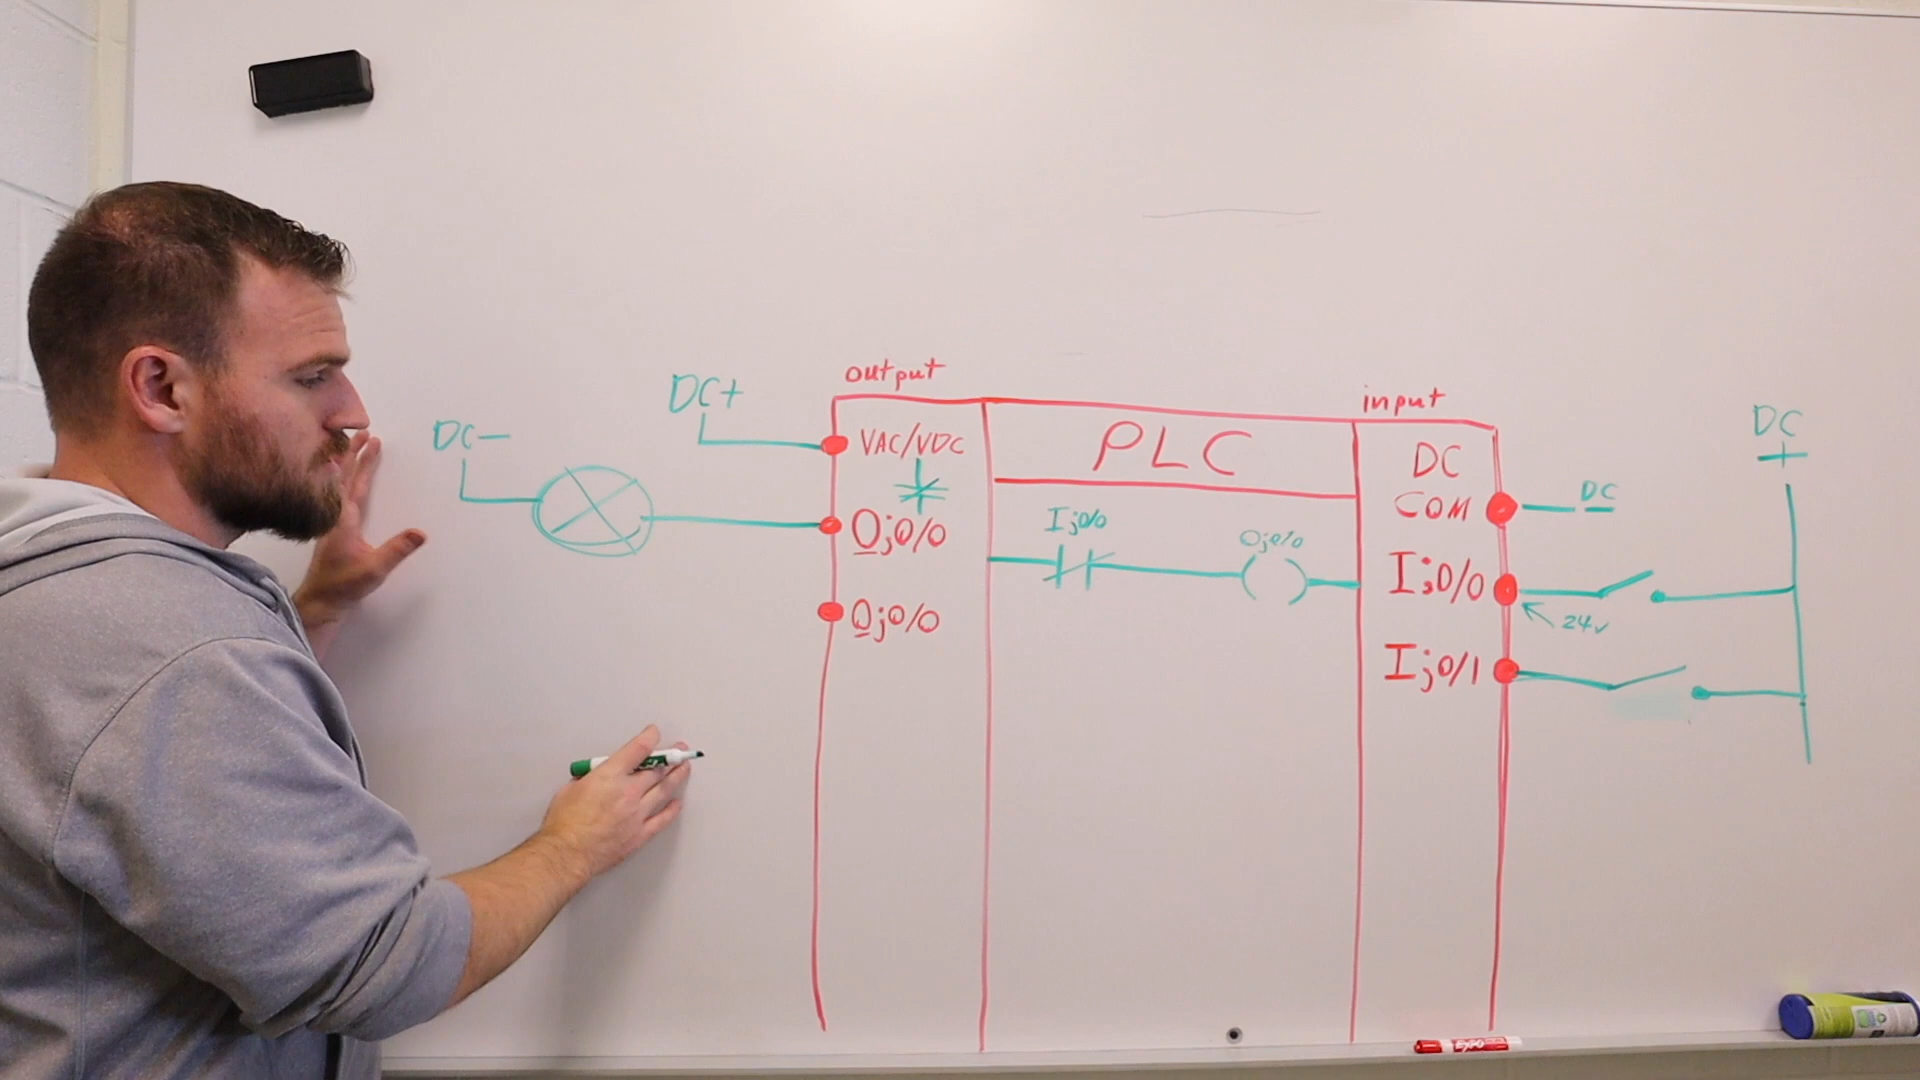 output
input
DC+
DC
+
DC—
VAC/VDC
PLC
DC
COM
DC
—
I;0/0
O;0/0
O;0/0
I;0/0
24v
O;0/0
I;0/1
EXPO